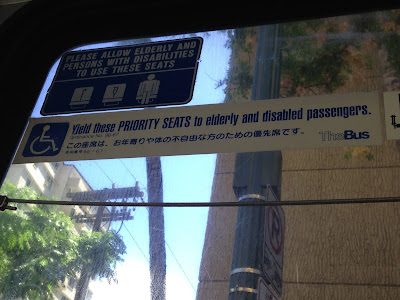 PLEASE ALLOW ELDERLY AND
PERSONS WITH DISABILITIES
TO USE THESE SEATS
Yield these PRIORITY SEATS to elderly and disabled passengers.
この座席は、お年寄りや体の不自由な方のための優先席です。
TheBus